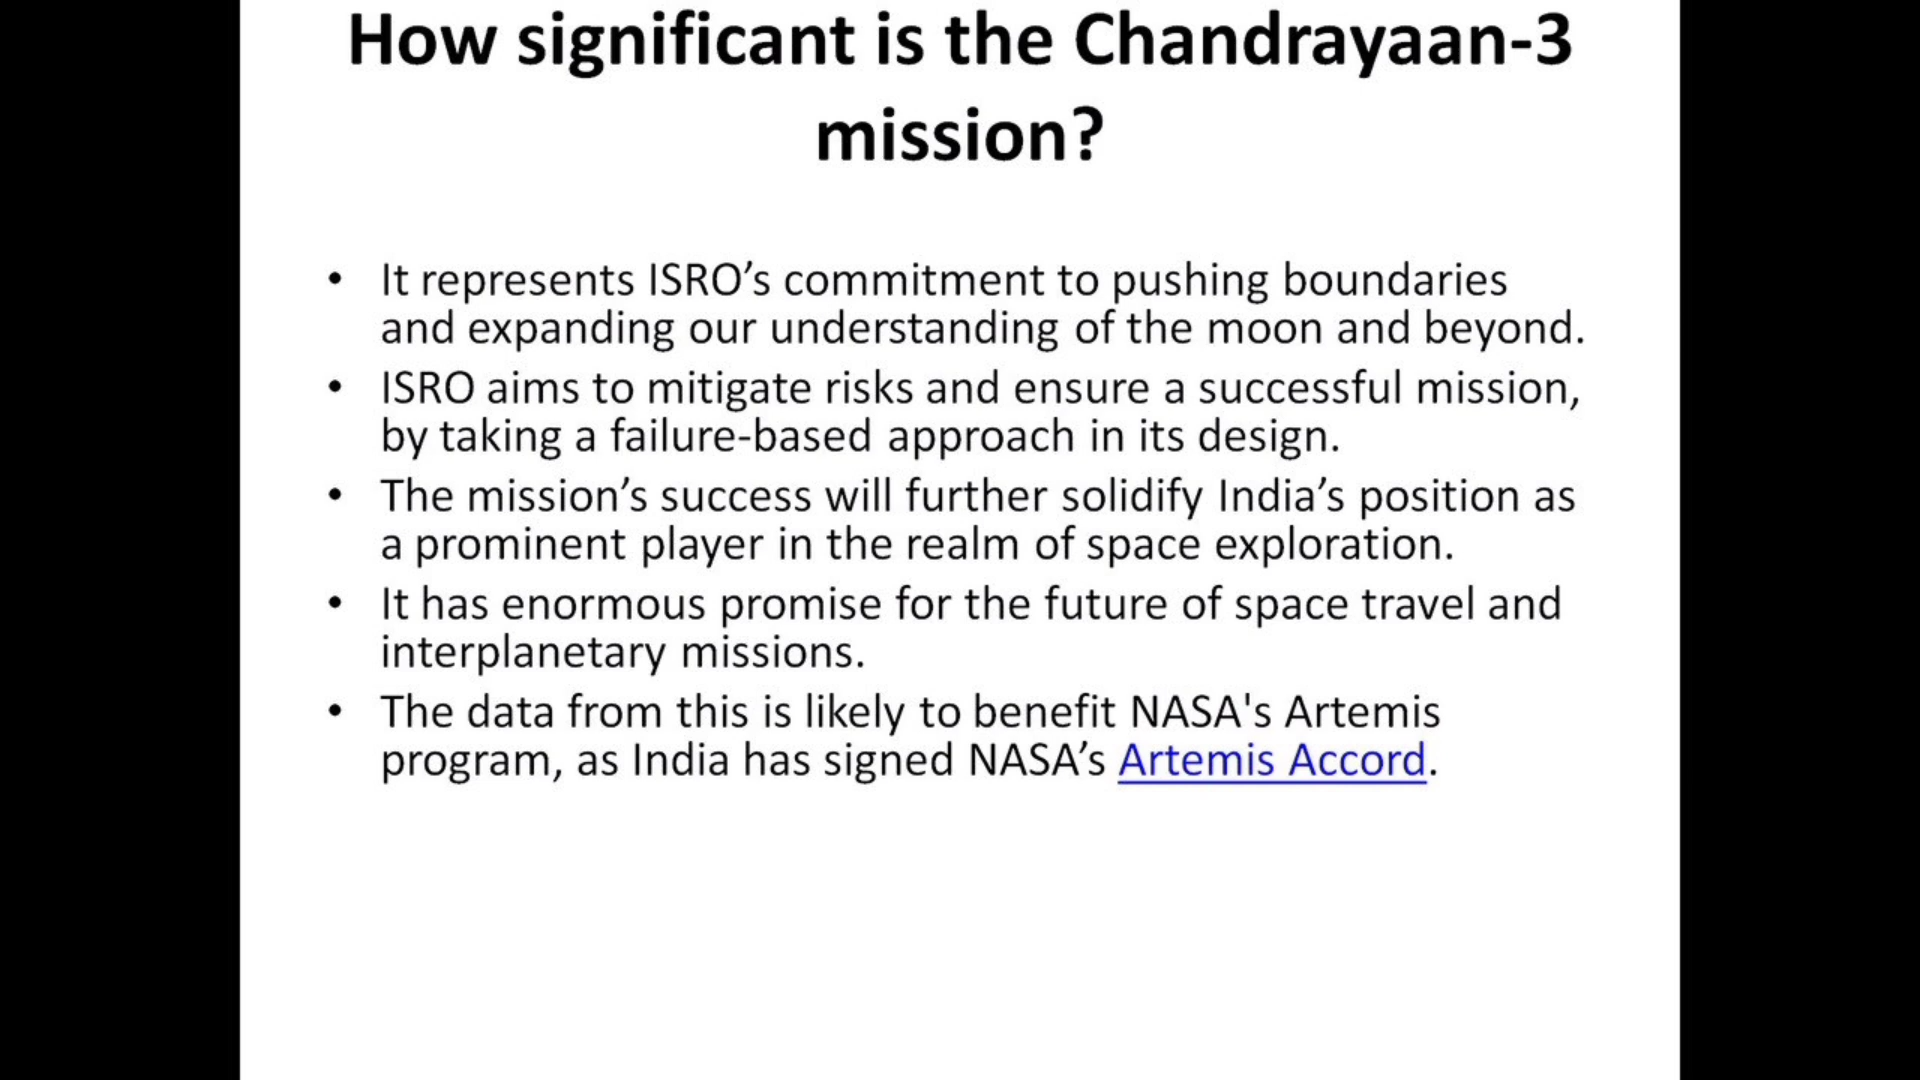 How significant is the Chandrayaan-3
mission?
• It represents ISRO’s commitment to pushing boundaries
and expanding our understanding of the moon and beyond.
• ISRO aims to mitigate risks and ensure a successful mission,
by taking a failure-based approach in its design.
• The mission’s success will further solidify India’s position as
a prominent player in the realm of space exploration.
• It has enormous promise for the future of space travel and
interplanetary missions.
• The data from this is likely to benefit NASA's Artemis
program, as India has signed NASA’s Artemis Accord.